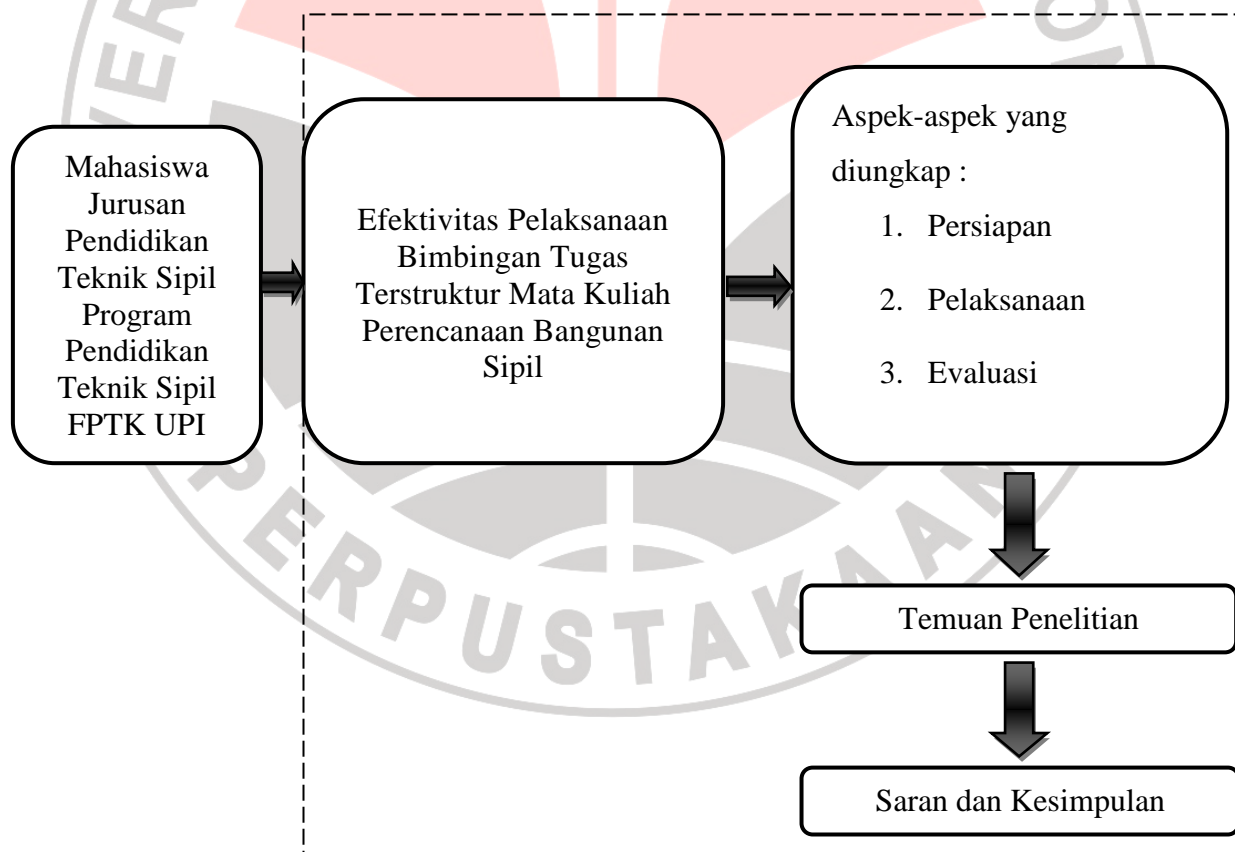 Mahasiswa
Jurusan
Pendidikan
Teknik Sipil
Program
Pendidikan
Teknik Sipil
FPTK UPI
Efektivitas Pelaksanaan
Bimbingan Tugas
Terstruktur Mata Kuliah
Perencanaan Bangunan
Sipil
Aspek-aspek yang
diungkap :
1. Persiapan
2. Pelaksanaan
3. Evaluasi
Temuan Penelitian
Saran dan Kesimpulan
PERPUSTAKAAN